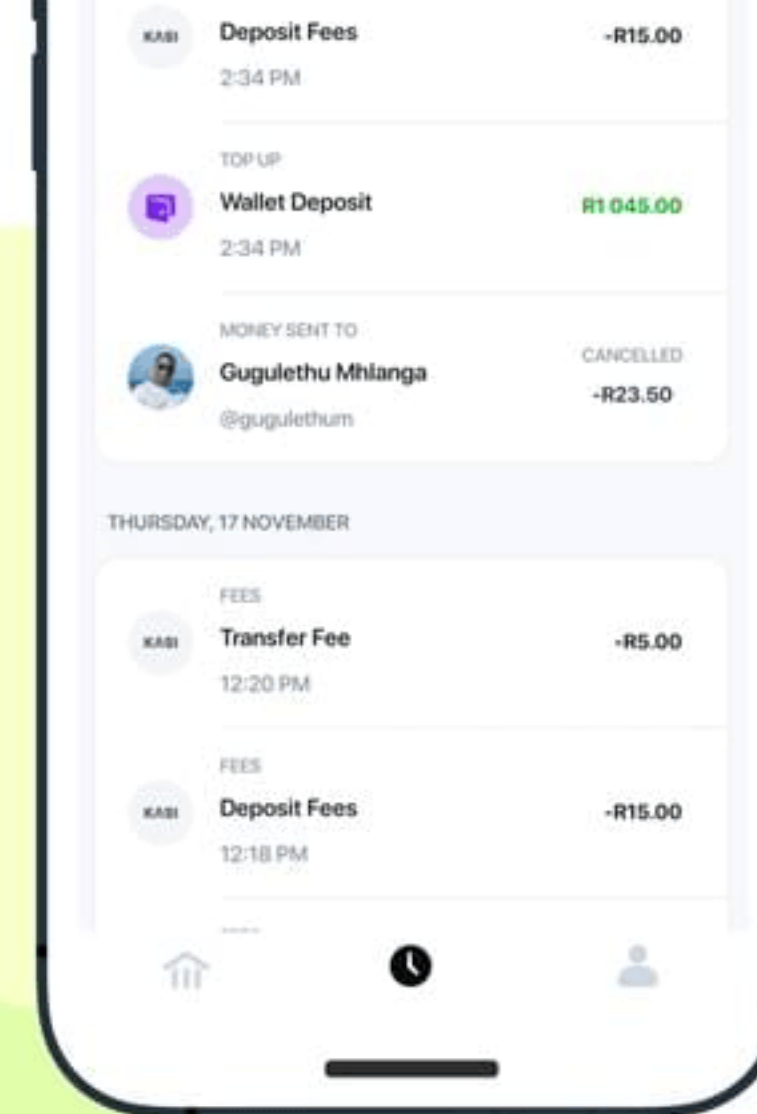 KASI
Deposit Fees
-R15.00
2:34 PM
TOP UP
Wallet Deposit
R1 045.00
2:34 PM
MONEY SENT TO
Gugulethu Mhlanga
CANCELLED
-R23.50
@gugulethum
THURSDAY, 17 NOVEMBER
FEES
KASI
Transfer Fee
-R5.00
12:20 PM
FEES
KASI
Deposit Fees
-R15.00
12:18 PM